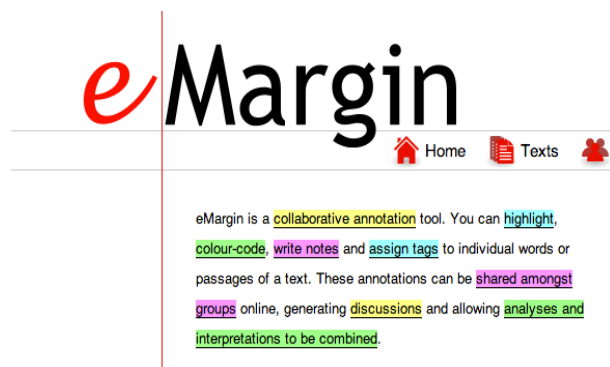 eMargin
Home Texts
eMargin is a collaborative annotation tool. You can highlight,
colour-code, write notes and assign tags to individual words or
passages of a text. These annotations can be shared amongst
groups online, generating discussions and allowing analyses and
interpretations to be combined.